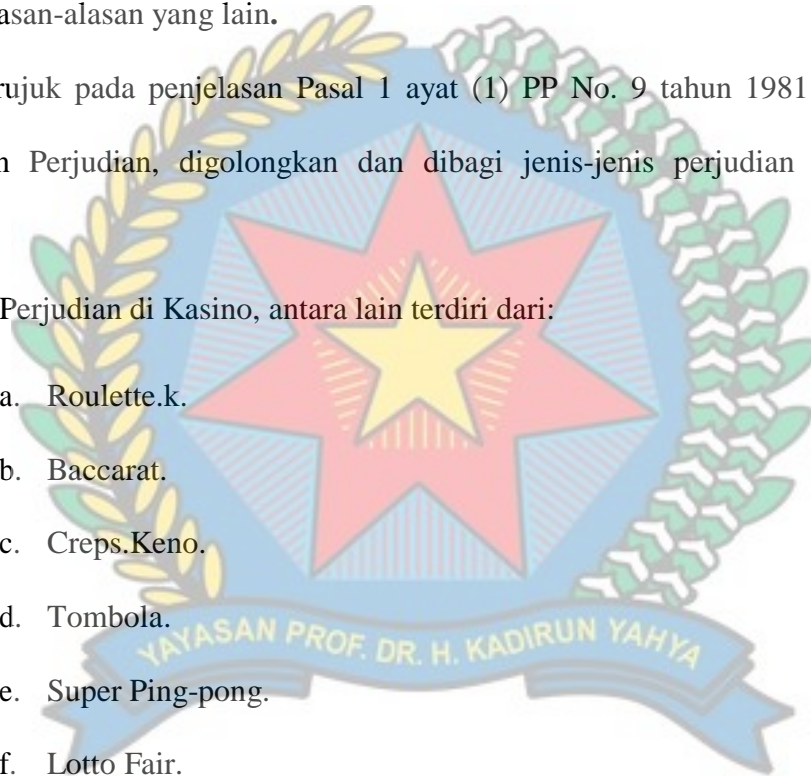 asan-alasan yang lain.
rujuk pada penjelasan Pasal 1 ayat (1) PP No. 9 tahun 1981
Perjudian, digolongkan dan dibagi jenis-jenis perjudian
Perjudian di Kasino, antara lain terdiri dari:
a. Roulette.k.
b. Baccarat.
c. Creps.Keno.
d. Tombola.
YAYASAN PROF. DR. H. KADIRUN YAHYA
e. Super Ping-pong.
f. Lotto Fair.